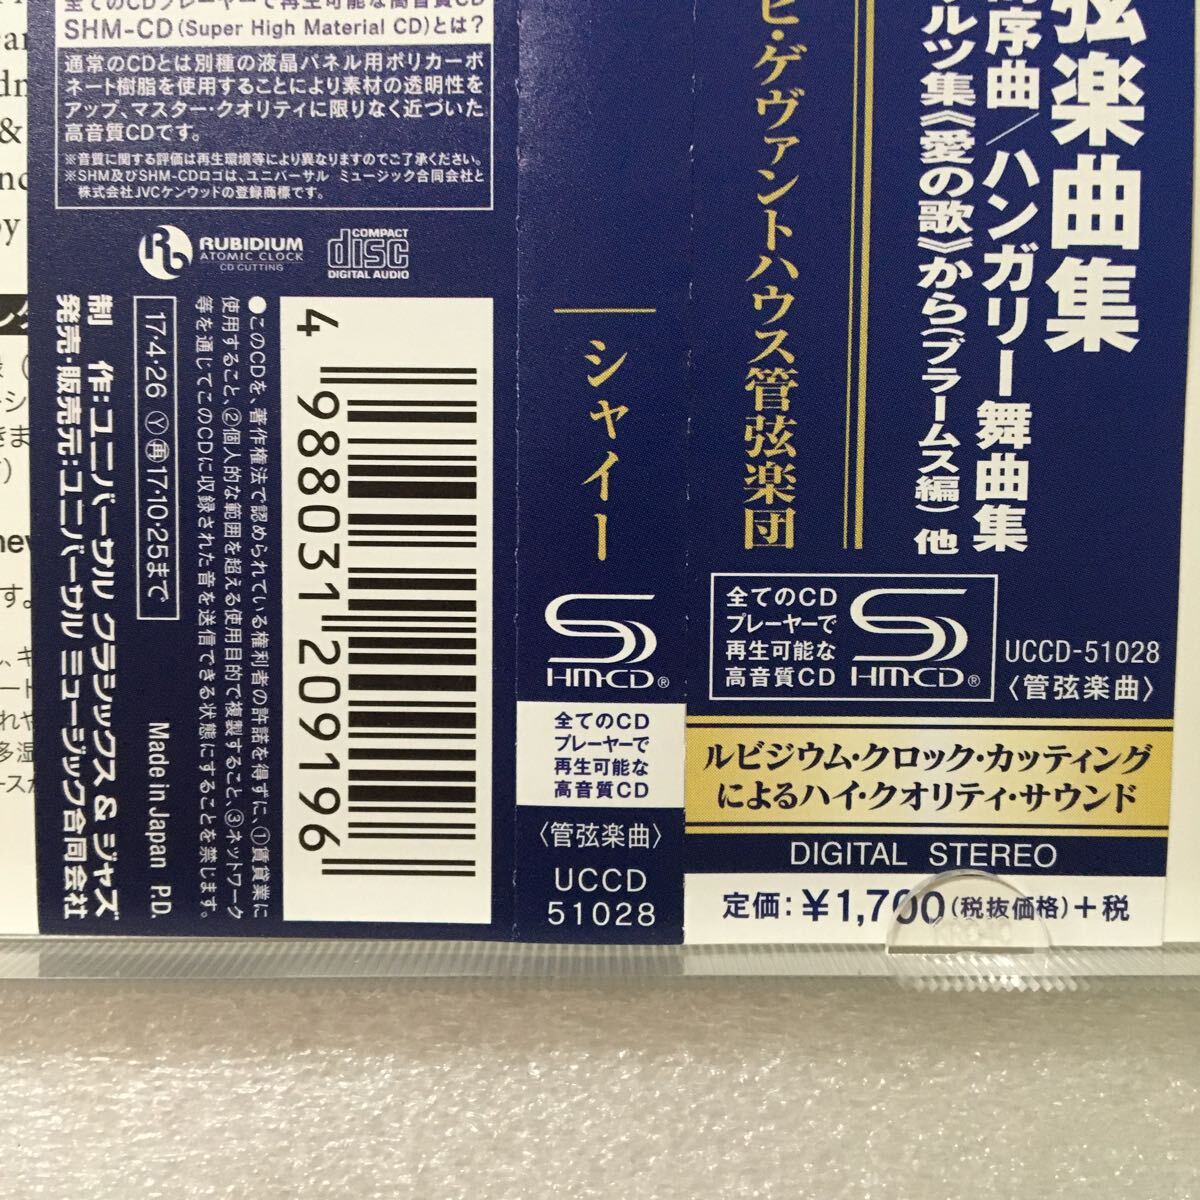 弦楽曲集
序曲/ハンガリー舞曲集
ルツ集《愛の歌》から(ブラームス編) 他
ヒ・ゲヴァントハウス管弦楽団
シャイー
全てのCDプレーヤーで再生可能な高音質CD
SHM-CD(Super High Material CD)とは?
通常のCDとは別種の液晶パネル用ポリカーボ
ネート樹脂を使用することにより素材の透明性を
アップ、マスター・クオリティに限りなく近づいた
高音質CDです。
※音質に関する評価は再生環境等により異なりますのでご了承ください。
※SHM及びSHM-CDロゴは、ユニバーサル ミュージック合同会社と
株式会社JVCケンウッドの登録商標です。
RUBIDIUM
ATOMIC CLOCK
CD CUTTING
COMPACT
disc
DIGITAL AUDIO
4 988031 209196
●このCDを、著作権法で認められている権利者の許諾を得ずに、①賃貸業に
使用すること、②個人的な範囲を超える使用目的で複製すること、③ネットワーク
等を通じてこのCDに収録された音を送信できる状態にすることを禁じます。
17・4・26 Ⓨ ㊢17・10・25まで
Made in Japan P.D.
制 作:ユニバーサル クラシックス & ジャズ
発売・販売元:ユニバーサル ミュージック合同会社
HM-CD®
全てのCD
プレーヤーで
再生可能な
高音質CD
〈管弦楽曲〉
UCCD
51028
全てのCD
プレーヤーで
再生可能な
高音質CD
HM-CD®
UCCD-51028
〈管弦楽曲〉
ルビジウム・クロック・カッティング
によるハイ・クオリティ・サウンド
DIGITAL STEREO
定価:¥1,700(税抜価格)+税